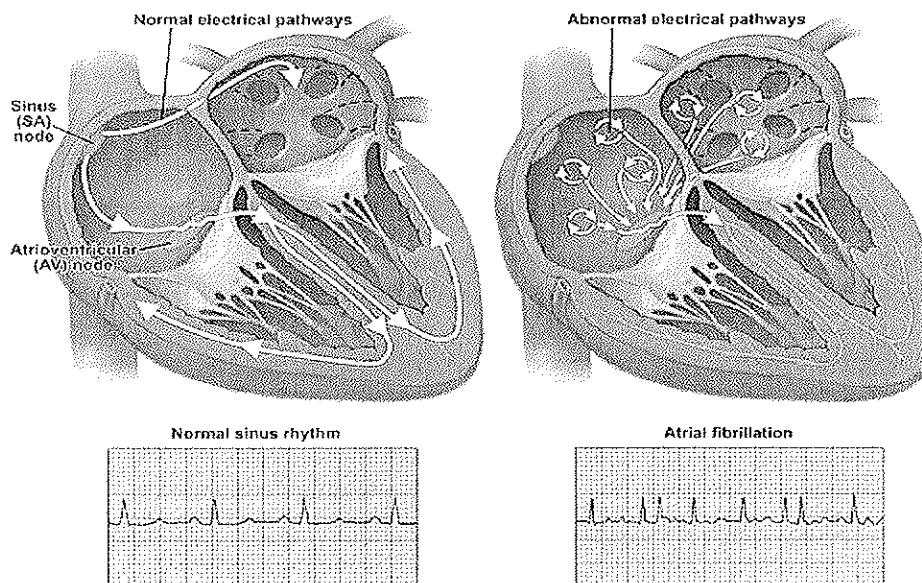 Normal electrical pathways
Abnormal electrical pathways
Sinus
(SA)
node
Atrioventricular
(AV) node
Normal sinus rhythm
Atrial fibrillation